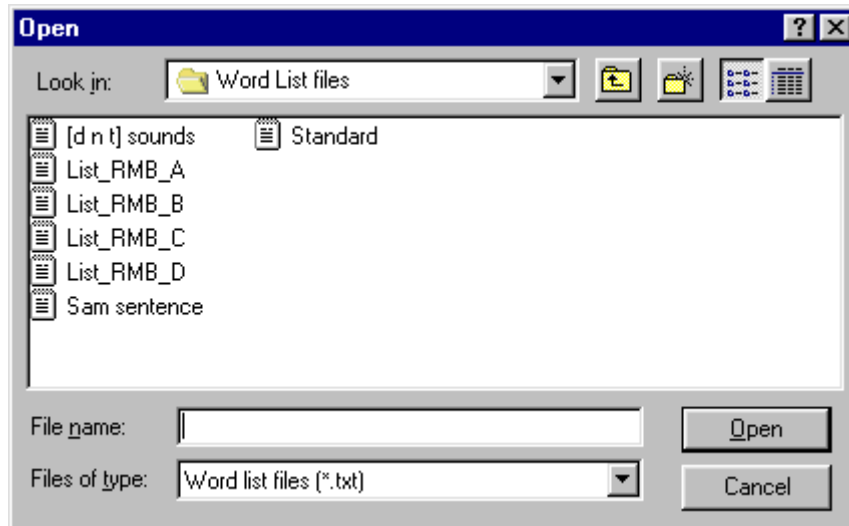 Open
Look in: Word List files
[d n t] sounds Standard
List_RMB_A
List_RMB_B
List_RMB_C
List_RMB_D
Sam sentence
File name: Open
Files of type: Word list files (*.txt) Cancel